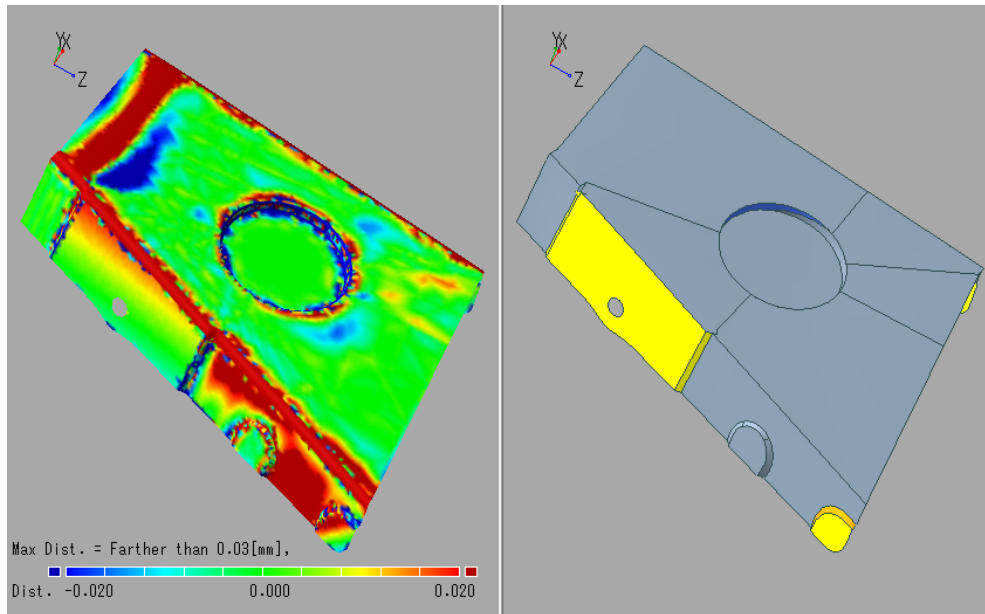 YX
Z
YX
Z
Max Dist. = Farther than 0.03[mm],
Dist. -0.020 0.000 0.020